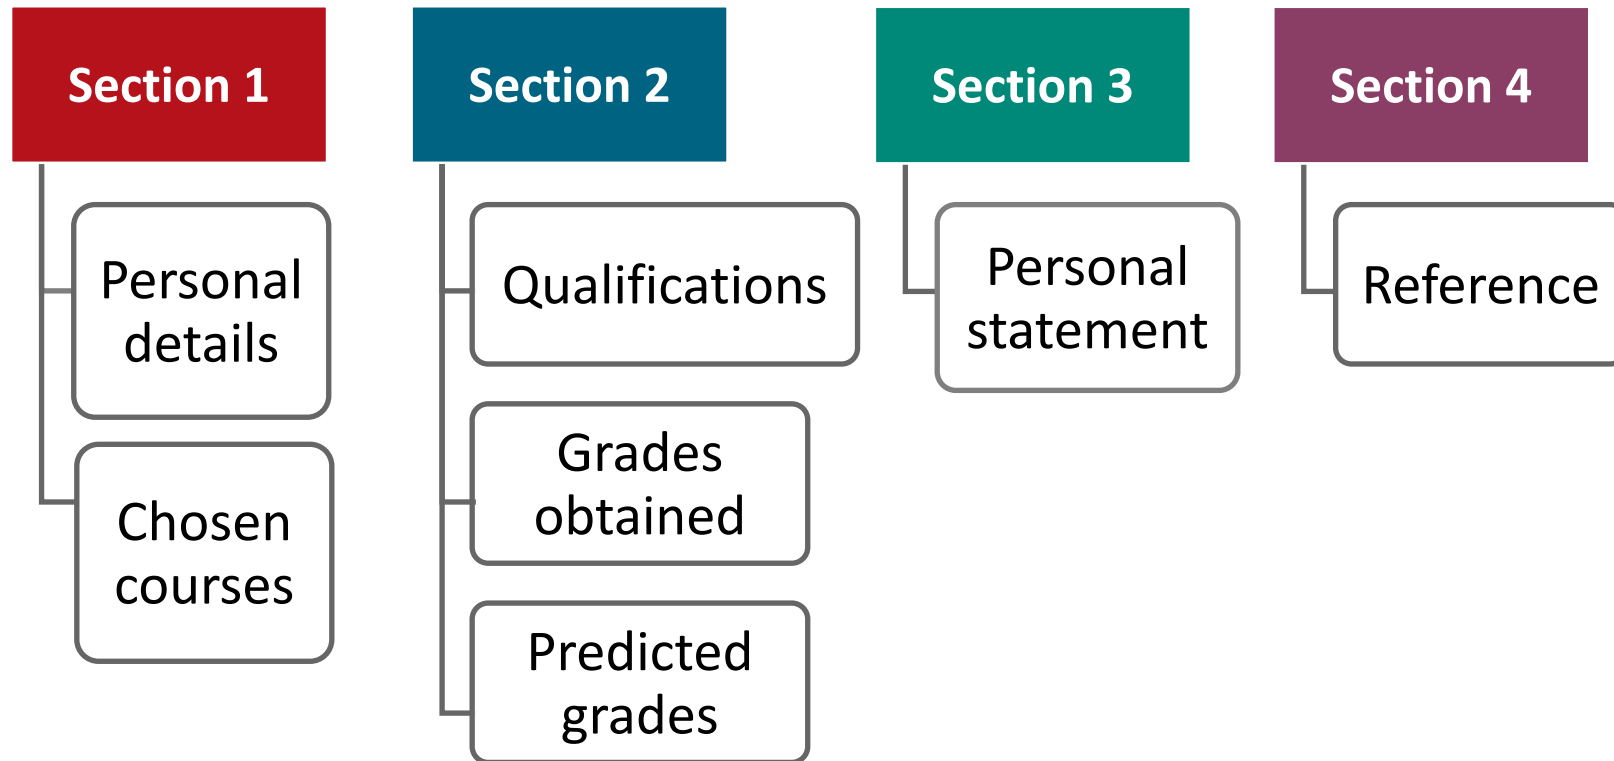 Section 1
Personal
details
Chosen
courses
Section 2
Qualifications
Grades
obtained
Predicted
grades
Section 3
Personal
statement
Section 4
Reference